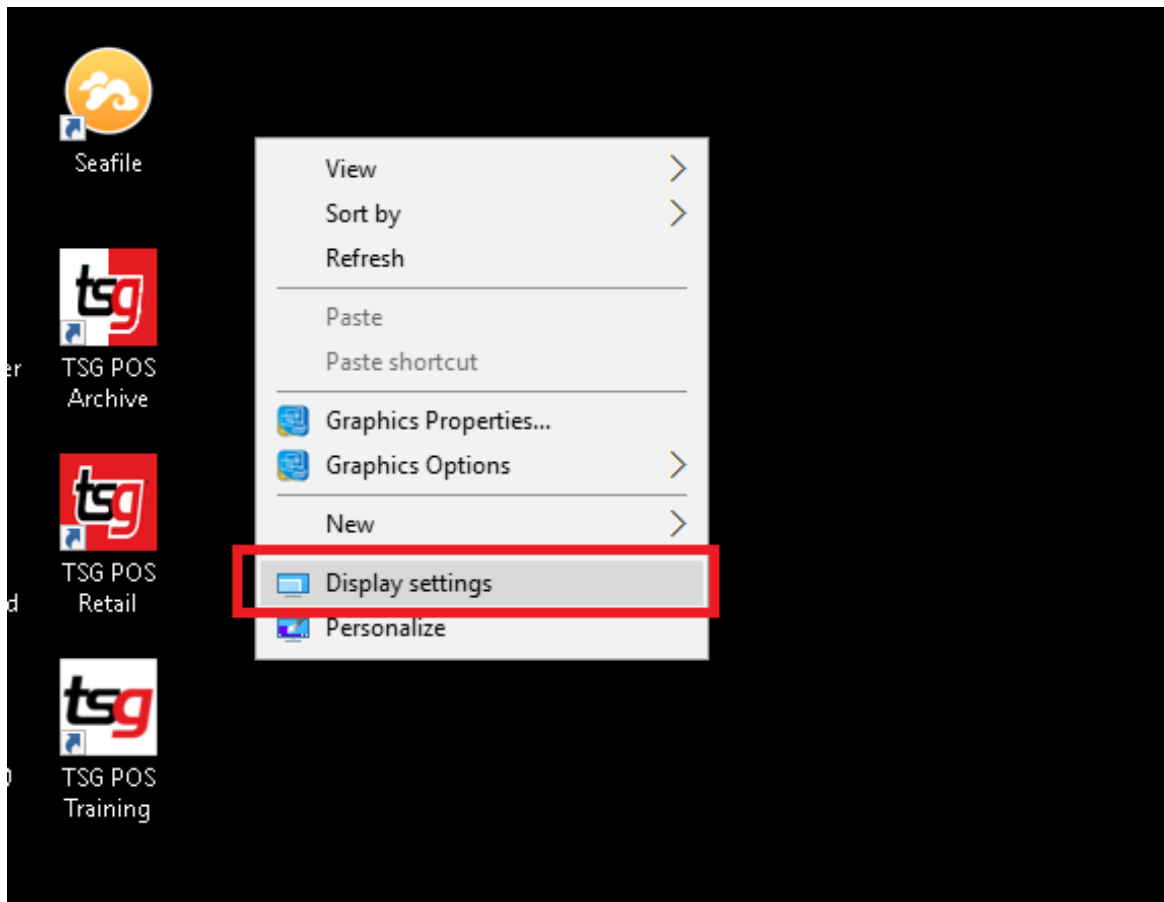 Seafile
tsg
TSG POS
Archive
tsg
TSG POS
Retail
tsg
TSG POS
Training
er
d
View
Sort by
Refresh
Paste
Paste shortcut
Graphics Properties...
Graphics Options
New
Display settings
Personalize